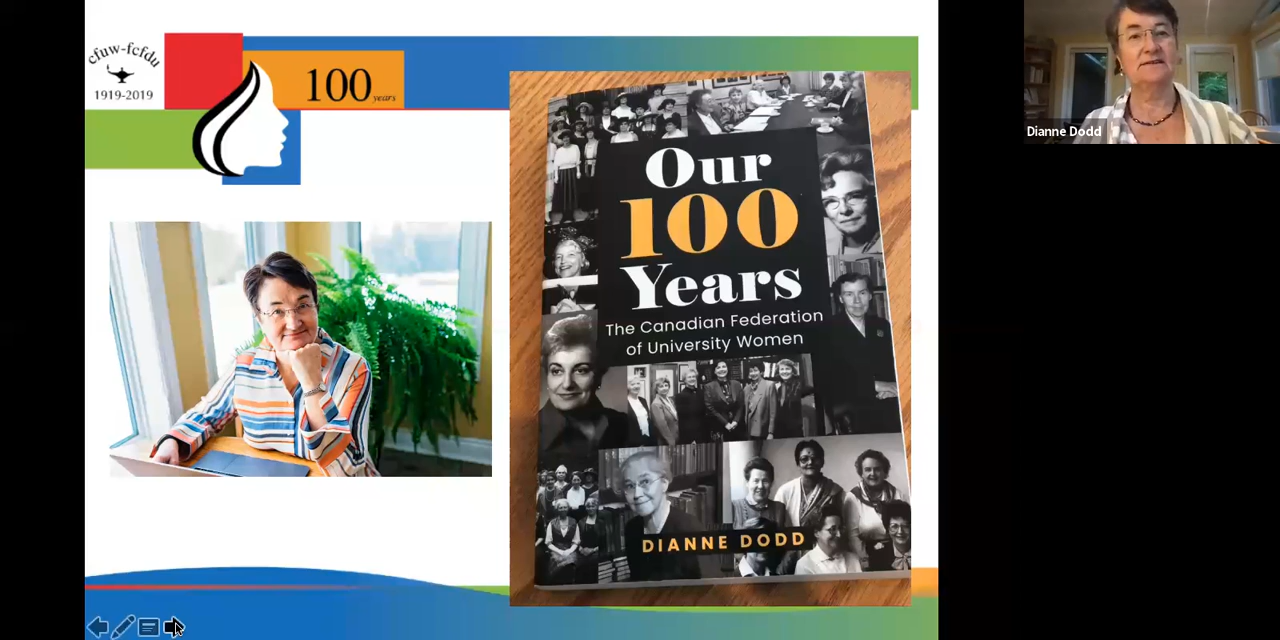 cfuw-fcfdu
1919-2019
100 years
Our
100
Years
The Canadian Federation
of University Women
DIANNE DODD
Dianne Dodd